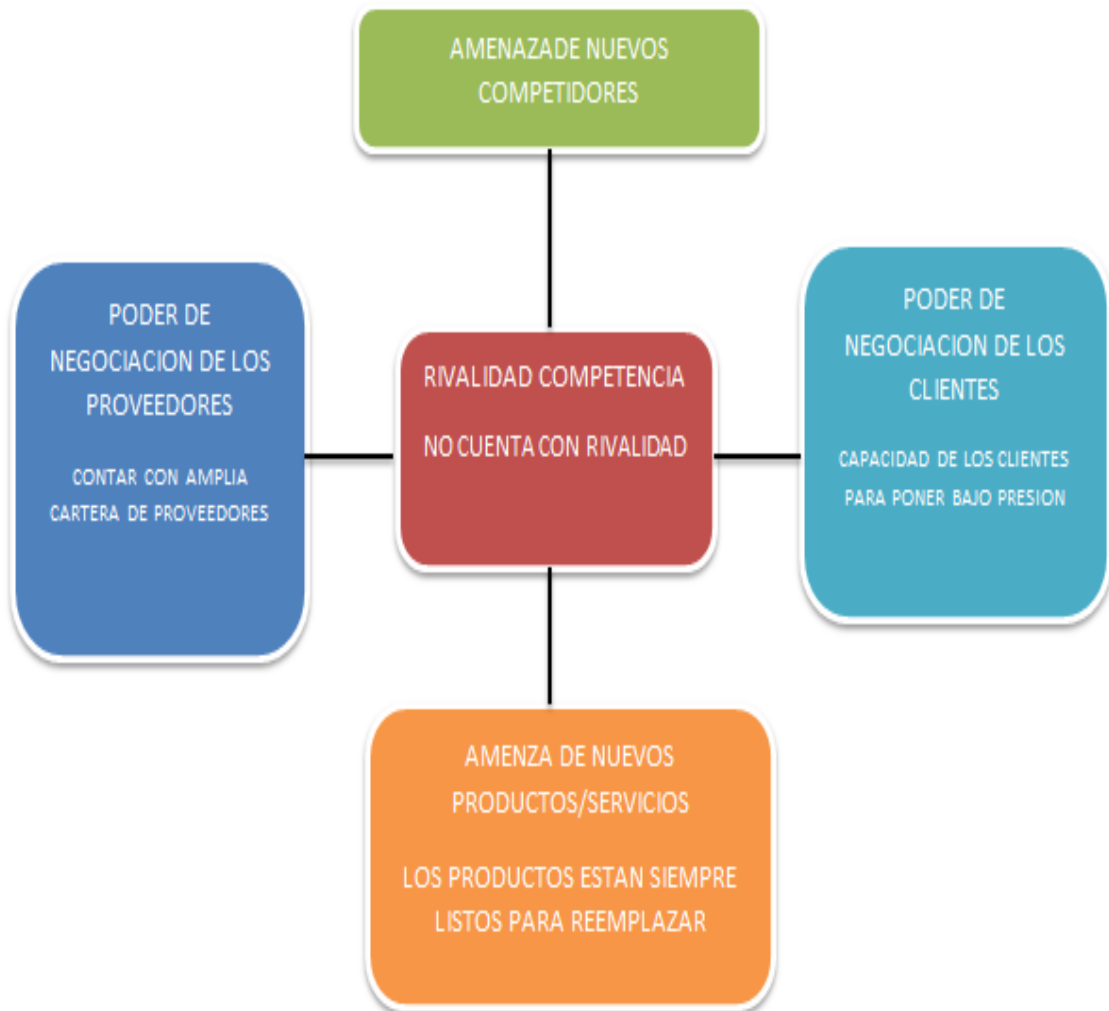 AMENAZADE NUEVOS
COMPETIDORES
PODER DE
NEGOCIACION DE LOS
PROVEEDORES
CONTAR CON AMPLIA
CARTERA DE PROVEEDORES
RIVALIDAD COMPETENCIA
NO CUENTA CON RIVALIDAD
PODER DE
NEGOCIACION DE LOS
CLIENTES
CAPACIDAD DE LOS CLIENTES
PARA PONER BAJO PRESION
AMENZA DE NUEVOS
PRODUCTOS/SERVICIOS
LOS PRODUCTOS ESTAN SIEMPRE
LISTOS PARA REEMPLAZAR